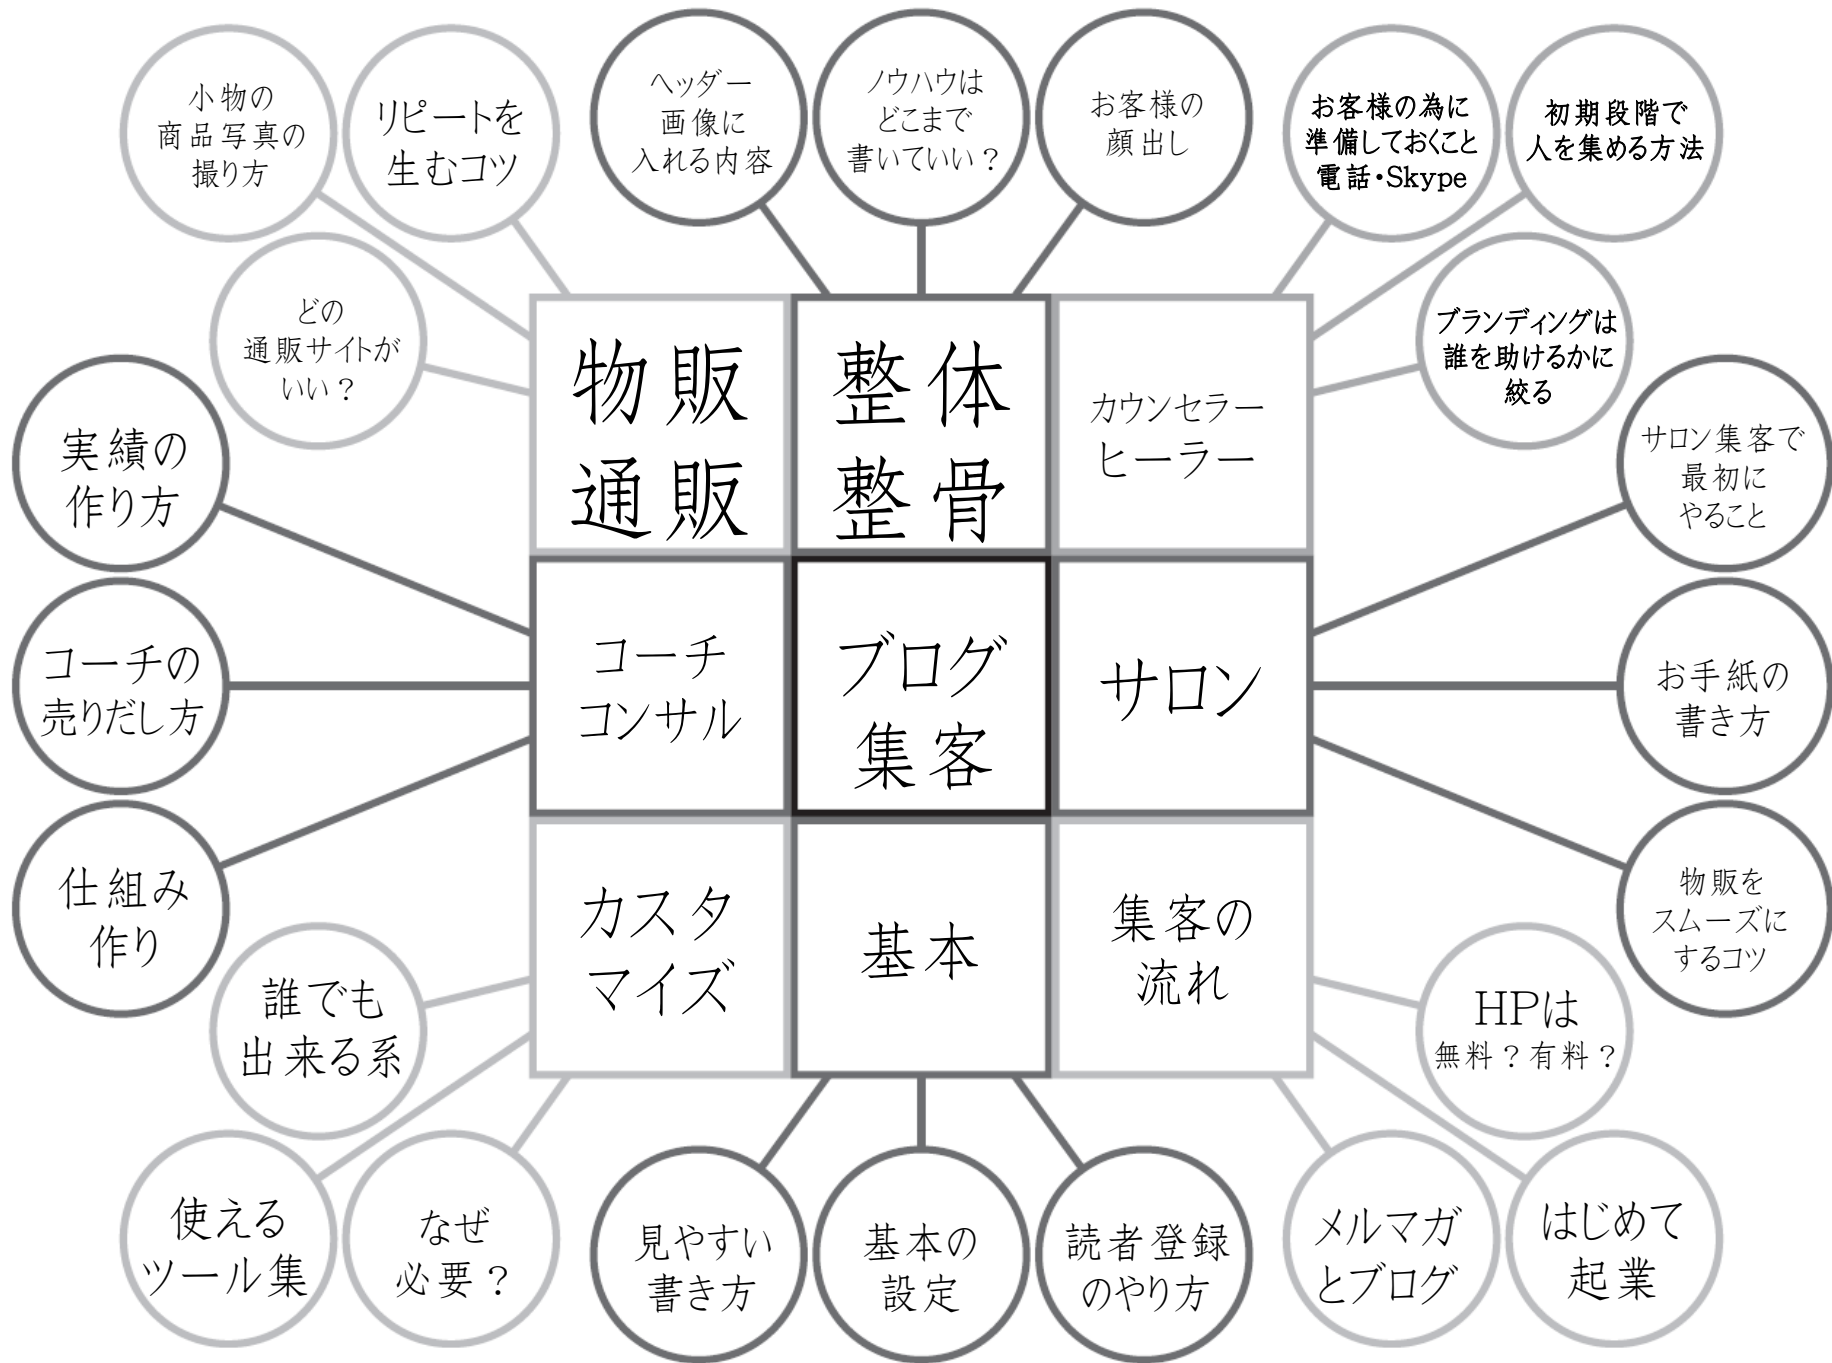 小物の
商品写真の
撮り方
リピートを
生むコツ
ヘッダー
画像に
入れる内容
ノウハウは
どこまで
書いていい？
お客様の
顔出し
お客様の為に
準備しておくこと
電話・Skype
初期段階で
人を集める方法
どの
通販サイトが
いい？
ブランディングは
誰を助けるかに
絞る
物販
通販
整体
整骨
カウンセラー
ヒーラー
実績の
作り方
サロン集客で
最初に
やること
コーチの
売りだし方
コーチ
コンサル
ブログ
集客
サロン
お手紙の
書き方
仕組み
作り
カスタ
マイズ
基本
集客の
流れ
物販を
スムーズに
するコツ
誰でも
出来る系
HPは
無料？有料？
使える
ツール集
なぜ
必要？
見やすい
書き方
基本の
設定
読者登録
のやり方
メルマガ
とブログ
はじめて
起業